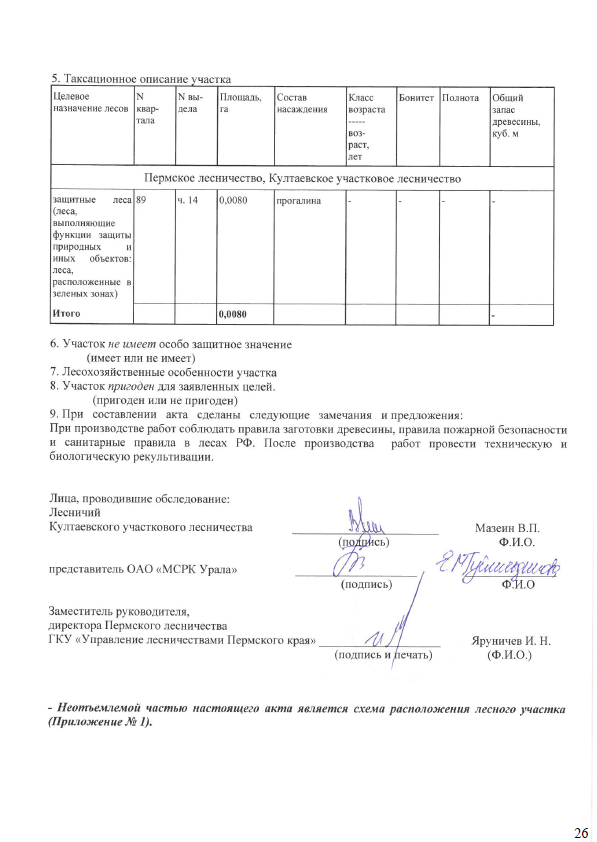 5. Таксационное описание участка
Целевое назначение лесов | N квар-тала | N вы-дела | Площадь, га | Состав насаждения | Класс возраста ----- воз-раст, лет | Бонитет | Полнота | Общий запас древесины, куб. м
Пермское лесничество, Култаевское участковое лесничество
защитные леса (леса, выполняющие функции защиты природных и иных объектов: леса, расположенные в зеленых зонах) | 89 | ч. 14 | 0,0080 | прогалина | - | - | - | -
Итого | 0,0080 | -
6. Участок не имеет особо защитное значение
(имеет или не имеет)
7. Лесохозяйственные особенности участка
8. Участок пригоден для заявленных целей.
(пригоден или не пригоден)
9. При составлении акта сделаны следующие замечания и предложения:
При производстве работ соблюдать правила заготовки древесины, правила пожарной безопасности
и санитарные правила в лесах РФ. После производства работ провести техническую и
биологическую рекультивации.
Лица, проводившие обследование:
Лесничий
Култаевского участкового лесничества Мазеин В.П.
(подпись) Ф.И.О.
представитель ОАО «МСРК Урала»
(подпись) Ф.И.О
Заместитель руководителя,
директора Пермского лесничества
ГКУ «Управление лесничествами Пермского края» Яруничев И. Н.
(подпись и печать) (Ф.И.О.)
- Неотъемлемой частью настоящего акта является схема расположения лесного участка
(Приложение № 1).
26